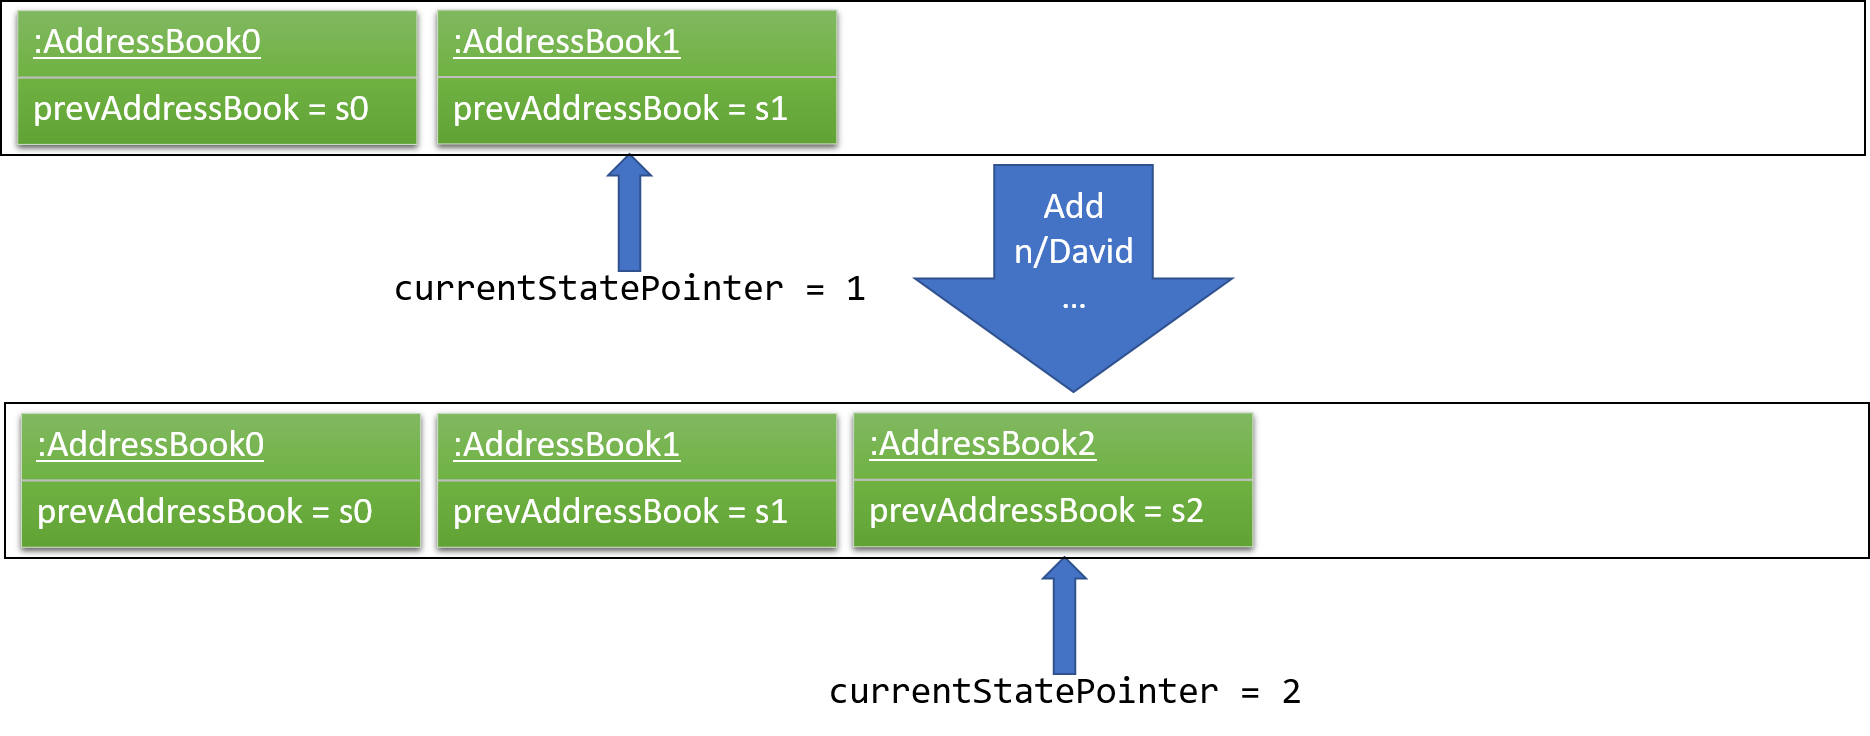 :AddressBook0
prevAddressBook = s0
:AddressBook1
prevAddressBook = s1
currentStatePointer = 1
Add
n/David
...
:AddressBook0
prevAddressBook = s0
:AddressBook1
prevAddressBook = s1
:AddressBook2
prevAddressBook = s2
currentStatePointer = 2